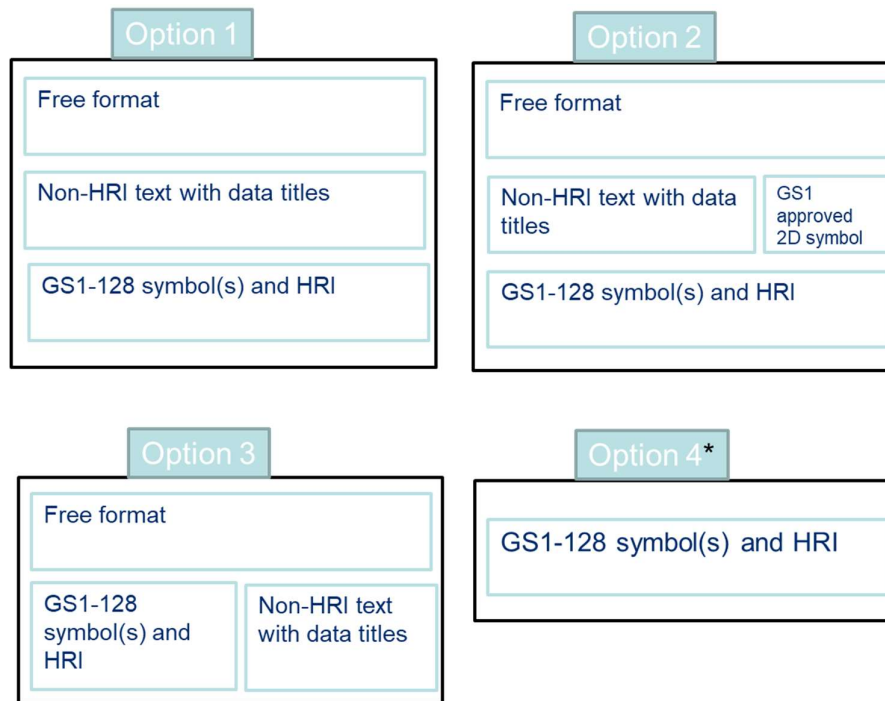 Option 1
Free format
Non-HRI text with data titles
GS1-128 symbol(s) and HRI
Option 2
Free format
Non-HRI text with data
titles
GS1
approved
2D symbol
GS1-128 symbol(s) and HRI
Option 3
Free format
GS1-128
symbol(s) and
HRI
Non-HRI text
with data titles
Option 4*
GS1-128 symbol(s) and HRI